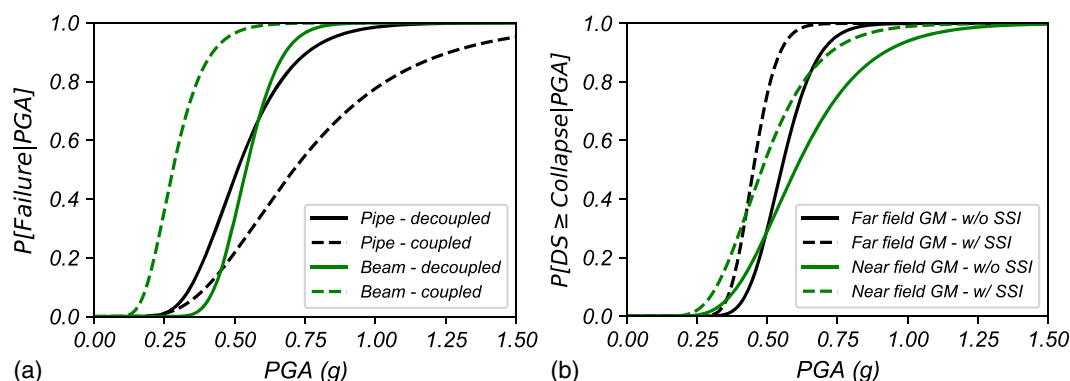 1.0
0.8
0.6
0.4
0.2
0.0
P[Failure|PGA]
0.00 0.25 0.50 0.75 1.00 1.25 1.50
PGA (g)
Pipe - decoupled
Pipe - coupled
Beam - decoupled
Beam - coupled
(a)
1.0
0.8
0.6
0.4
0.2
0.0
P[DS ≥ Collapse|PGA]
0.00 0.25 0.50 0.75 1.00 1.25 1.50
PGA (g)
Far field GM - w/o SSI
Far field GM - w/ SSI
Near field GM - w/o SSI
Near field GM - w/ SSI
(b)